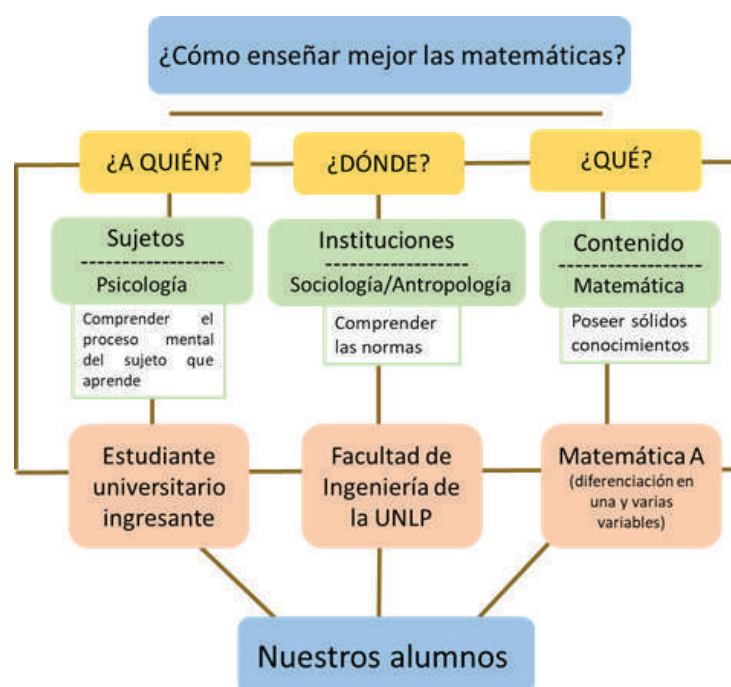 ¿Cómo enseñar mejor las matemáticas?
¿A QUIÉN?
¿DÓNDE?
¿QUÉ?
Sujetos
Psicología
Instituciones
Sociología/Antropología
Contenido
Matemática
Comprender el
proceso mental
del sujeto que
aprende
Comprender
las normas
Poseer sólidos
conocimientos
Estudiante
universitario
ingresante
Facultad de
Ingeniería de
la UNLP
Matemática A
(diferenciación en
una y varias
variables)
Nuestros alumnos